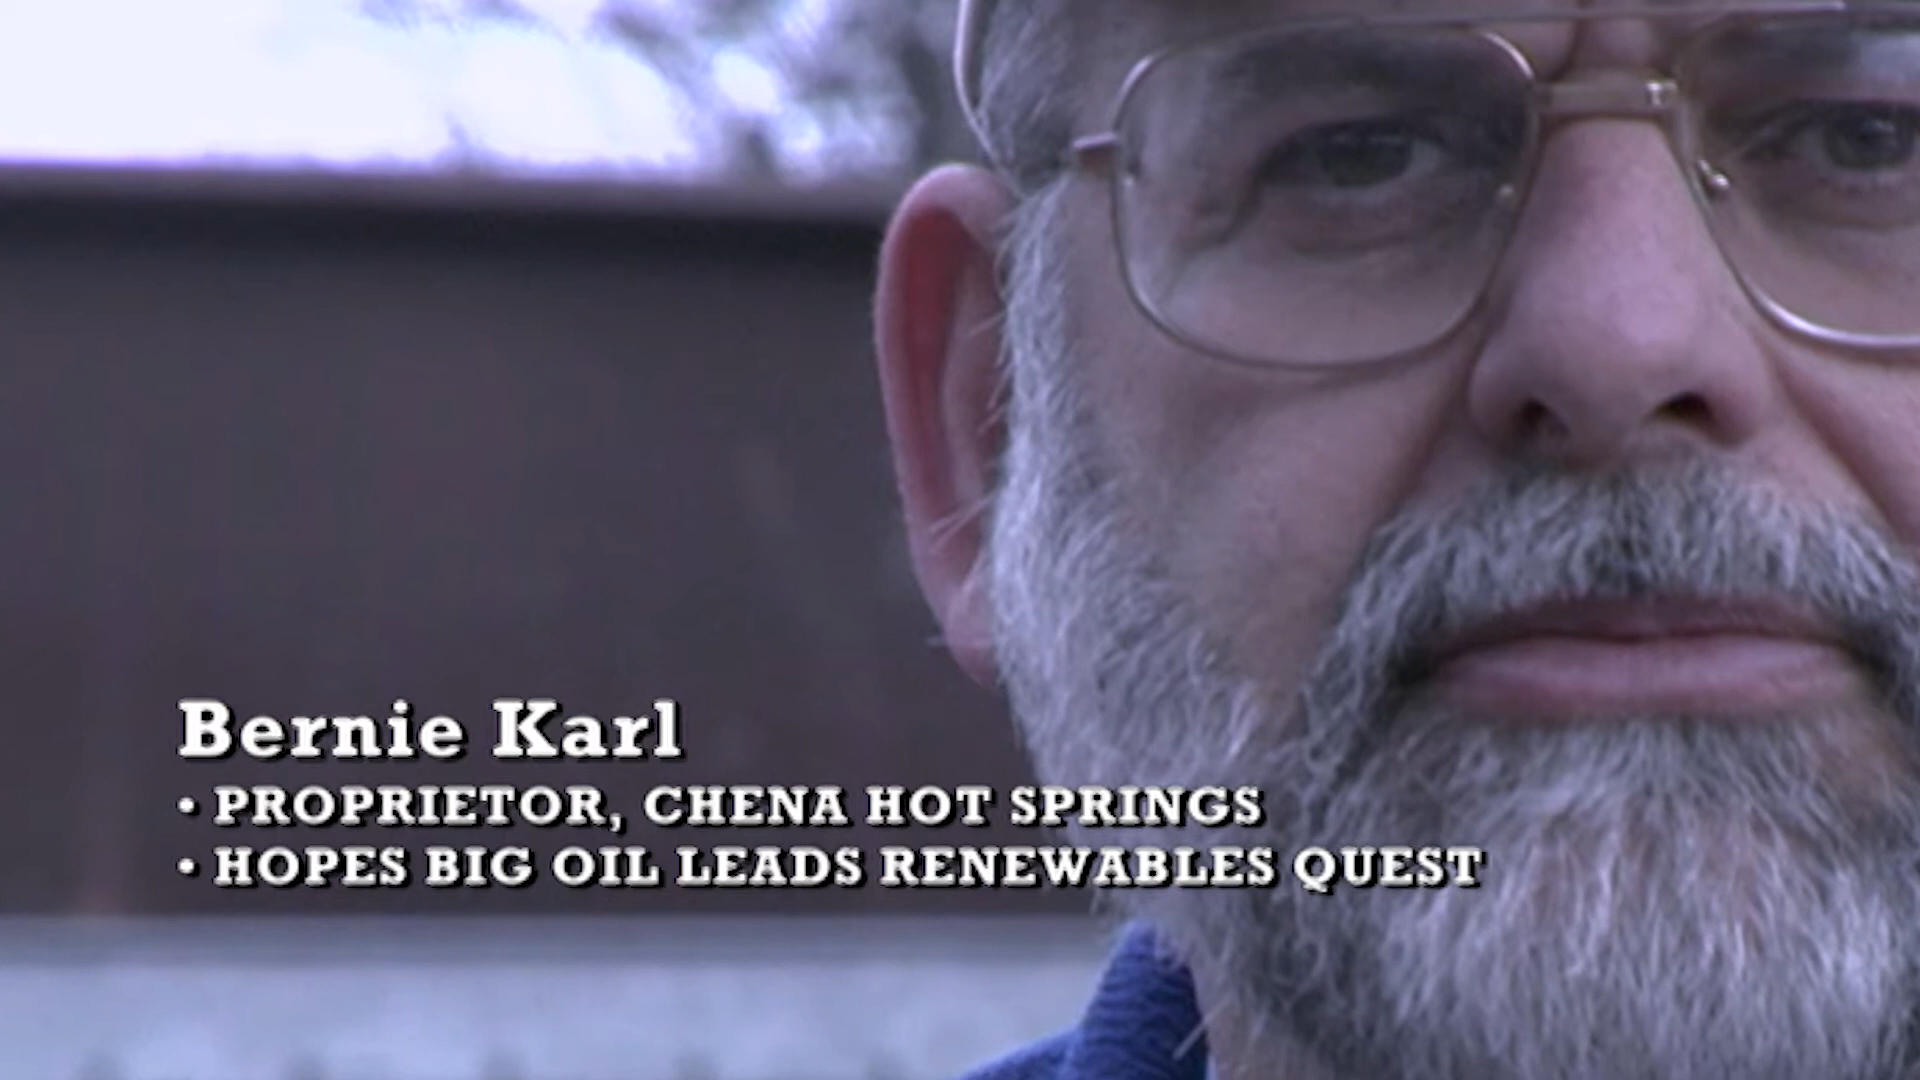 Bernie Karl
• PROPRIETOR, CHENA HOT SPRINGS
• HOPES BIG OIL LEADS RENEWABLES QUEST